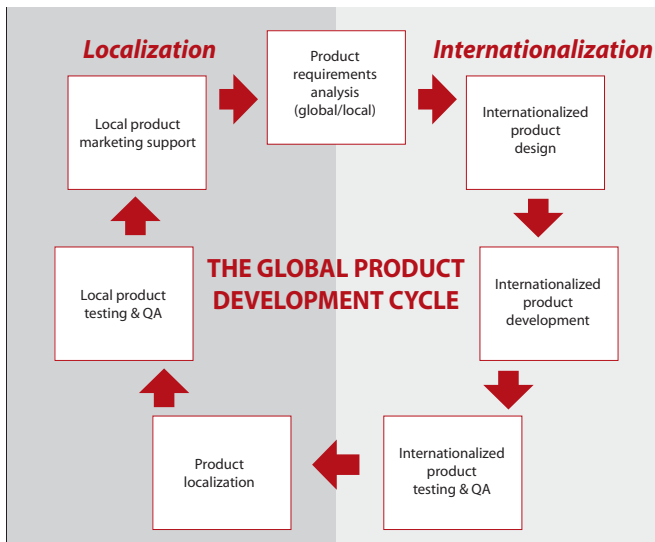 Localization
Internationalization
Product
requirements
analysis
(global/local)
Internationalized
product
design
Internationalized
product
development
Internationalized
product
testing & QA
Product
localization
Local product
testing & QA
Local product
marketing support
THE GLOBAL PRODUCT
DEVELOPMENT CYCLE